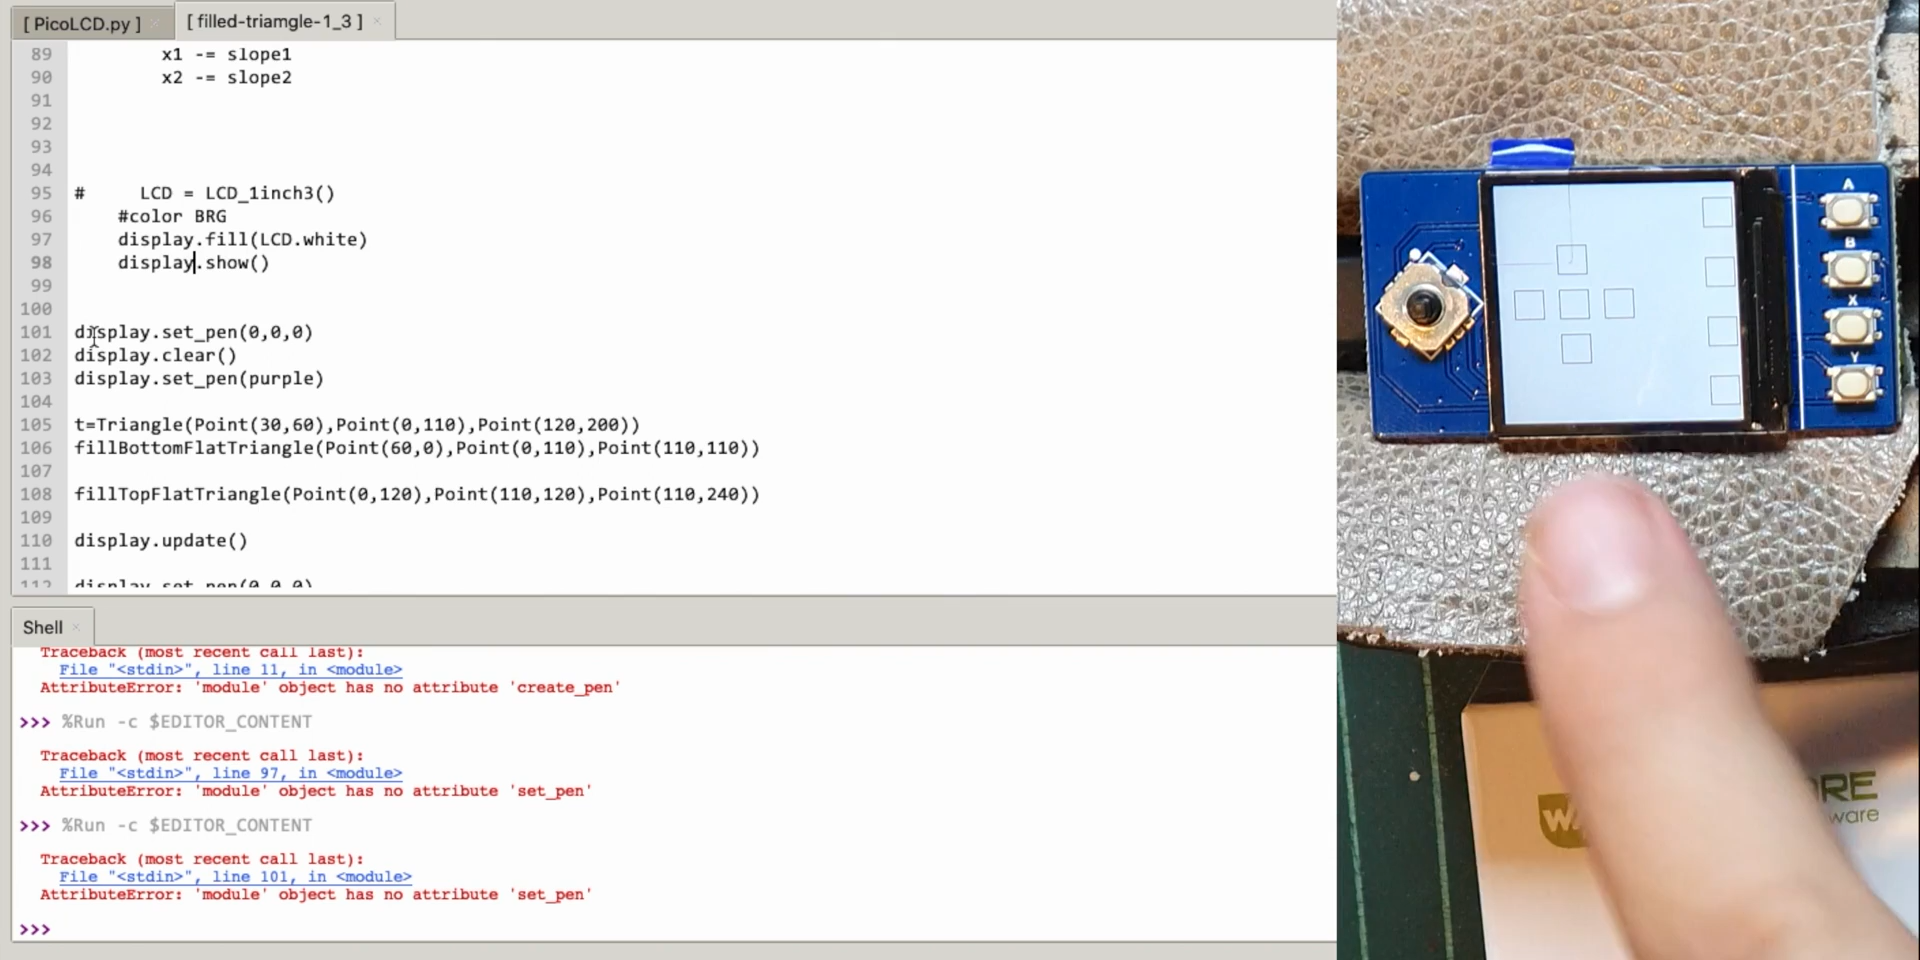 [ PicoLCD.py ]
[ filled-triamgle-1_3 ]
89 x1 -= slope1
90 x2 -= slope2
91
92
93
94
95 # LCD = LCD_1inch3()
96 #color BRG
97 display.fill(LCD.white)
98 display.show()
99
100
101 display.set_pen(0,0,0)
102 display.clear()
103 display.set_pen(purple)
104
105 t=Triangle(Point(30,60),Point(0,110),Point(120,200))
106 fillBottomFlatTriangle(Point(60,0),Point(0,110),Point(110,110))
107
108 fillTopFlatTriangle(Point(0,120),Point(110,120),Point(110,240))
109
110 display.update()
111
112 display.set_pen(0,0,0)
Shell
Traceback (most recent call last):
File "<stdin>", line 11, in <module>
AttributeError: 'module' object has no attribute 'create_pen'
>>> %Run -c $EDITOR_CONTENT
Traceback (most recent call last):
File "<stdin>", line 97, in <module>
AttributeError: 'module' object has no attribute 'set_pen'
>>> %Run -c $EDITOR_CONTENT
Traceback (most recent call last):
File "<stdin>", line 101, in <module>
AttributeError: 'module' object has no attribute 'set_pen'
>>>
A
B
X
Y